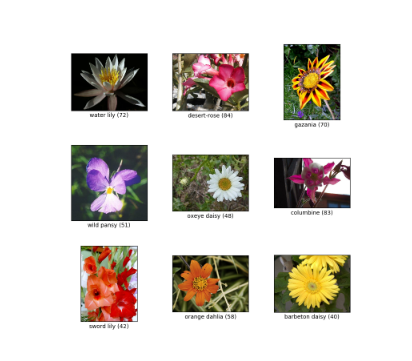 water lily (72)
desert-rose (84)
gazania (70)
wild pansy (51)
oxeye daisy (48)
columbine (83)
sword lily (42)
orange dahlia (58)
barbeton daisy (40)